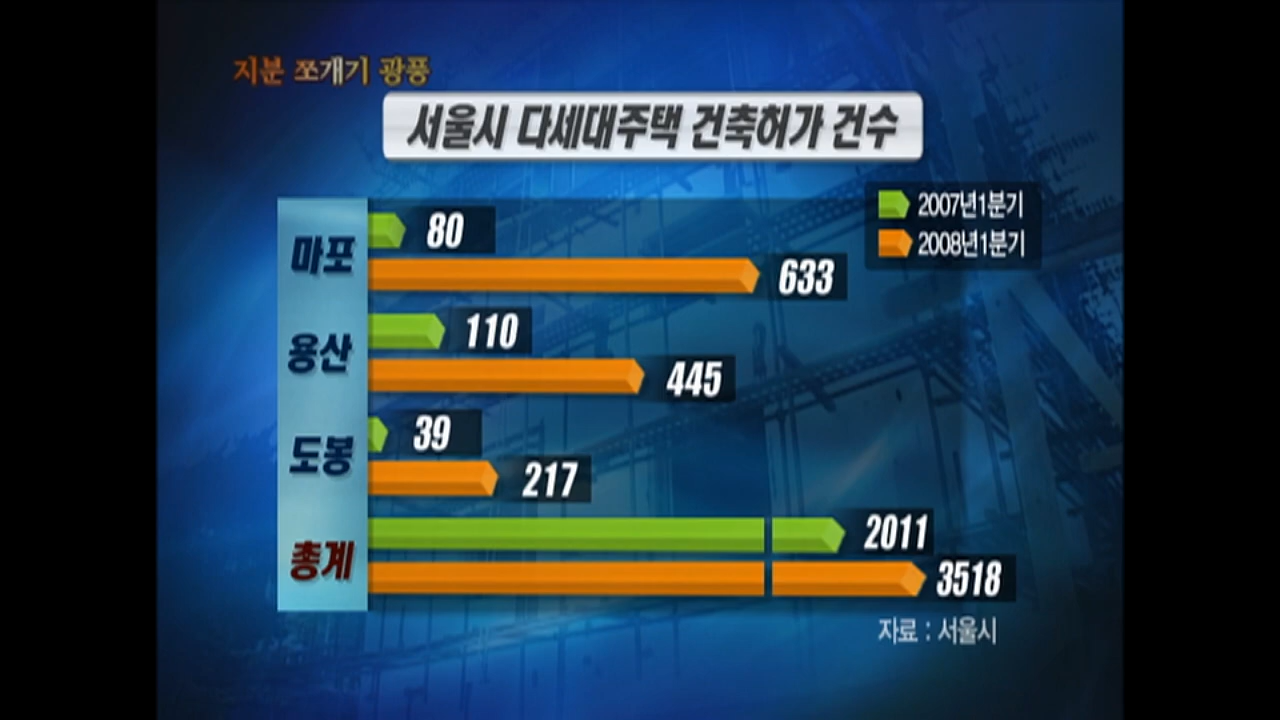 지분 쪼개기 광풍
서울시 다세대주택 건축허가 건수
2007년1분기
2008년1분기
마포
80
633
용산
110
445
도봉
39
217
총계
2011
3518
자료 : 서울시